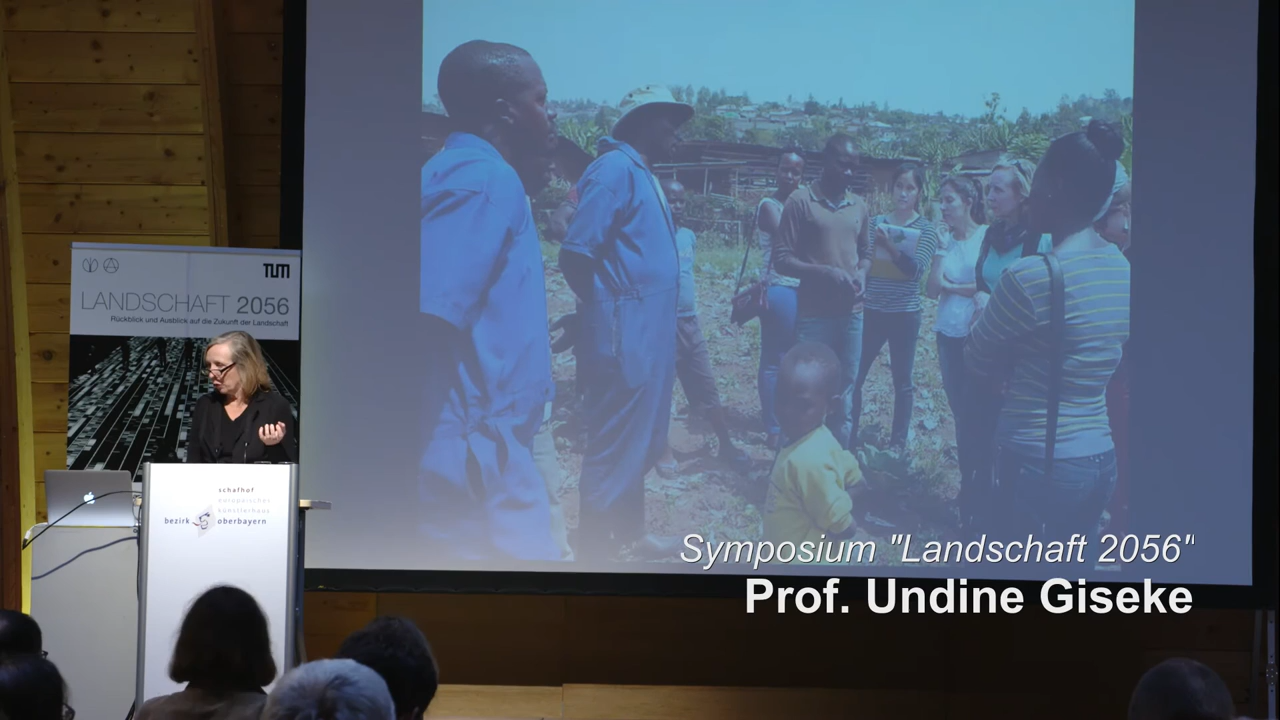 TUM
LANDSCHAFT 2056
Rückblick und Ausblick auf die Zukunft der Landschaft
schafhof
europäisches
künstlerhaus
bezirk oberbayern
Symposium "Landschaft 2056"
Prof. Undine Giseke